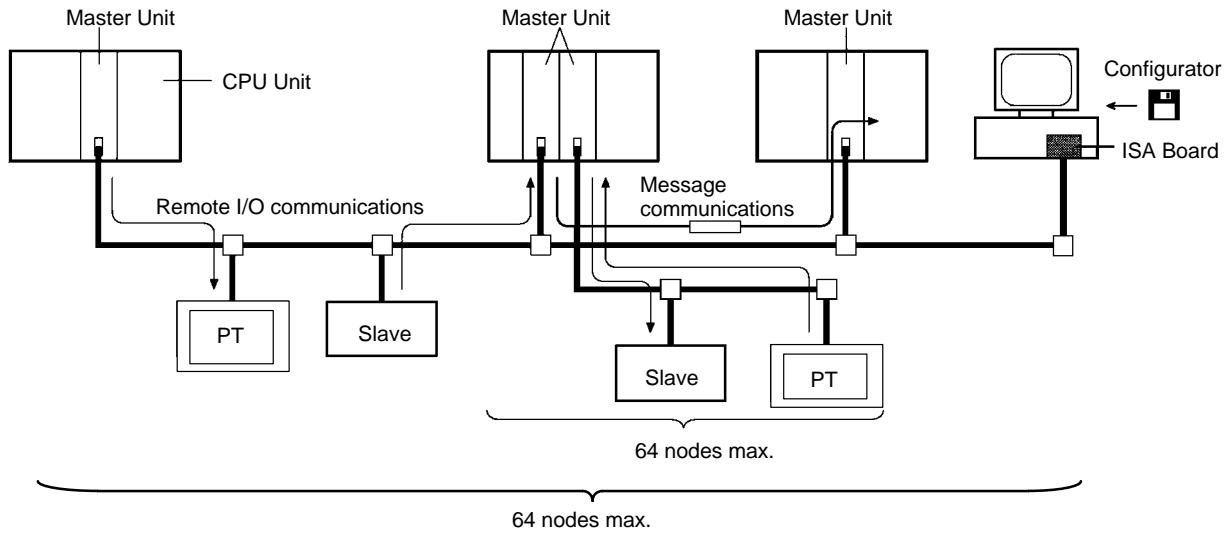 Master Unit
Master Unit
Master Unit
CPU Unit
Configurator
ISA Board
Remote I/O communications
Message
communications
PT
Slave
Slave
PT
64 nodes max.
64 nodes max.